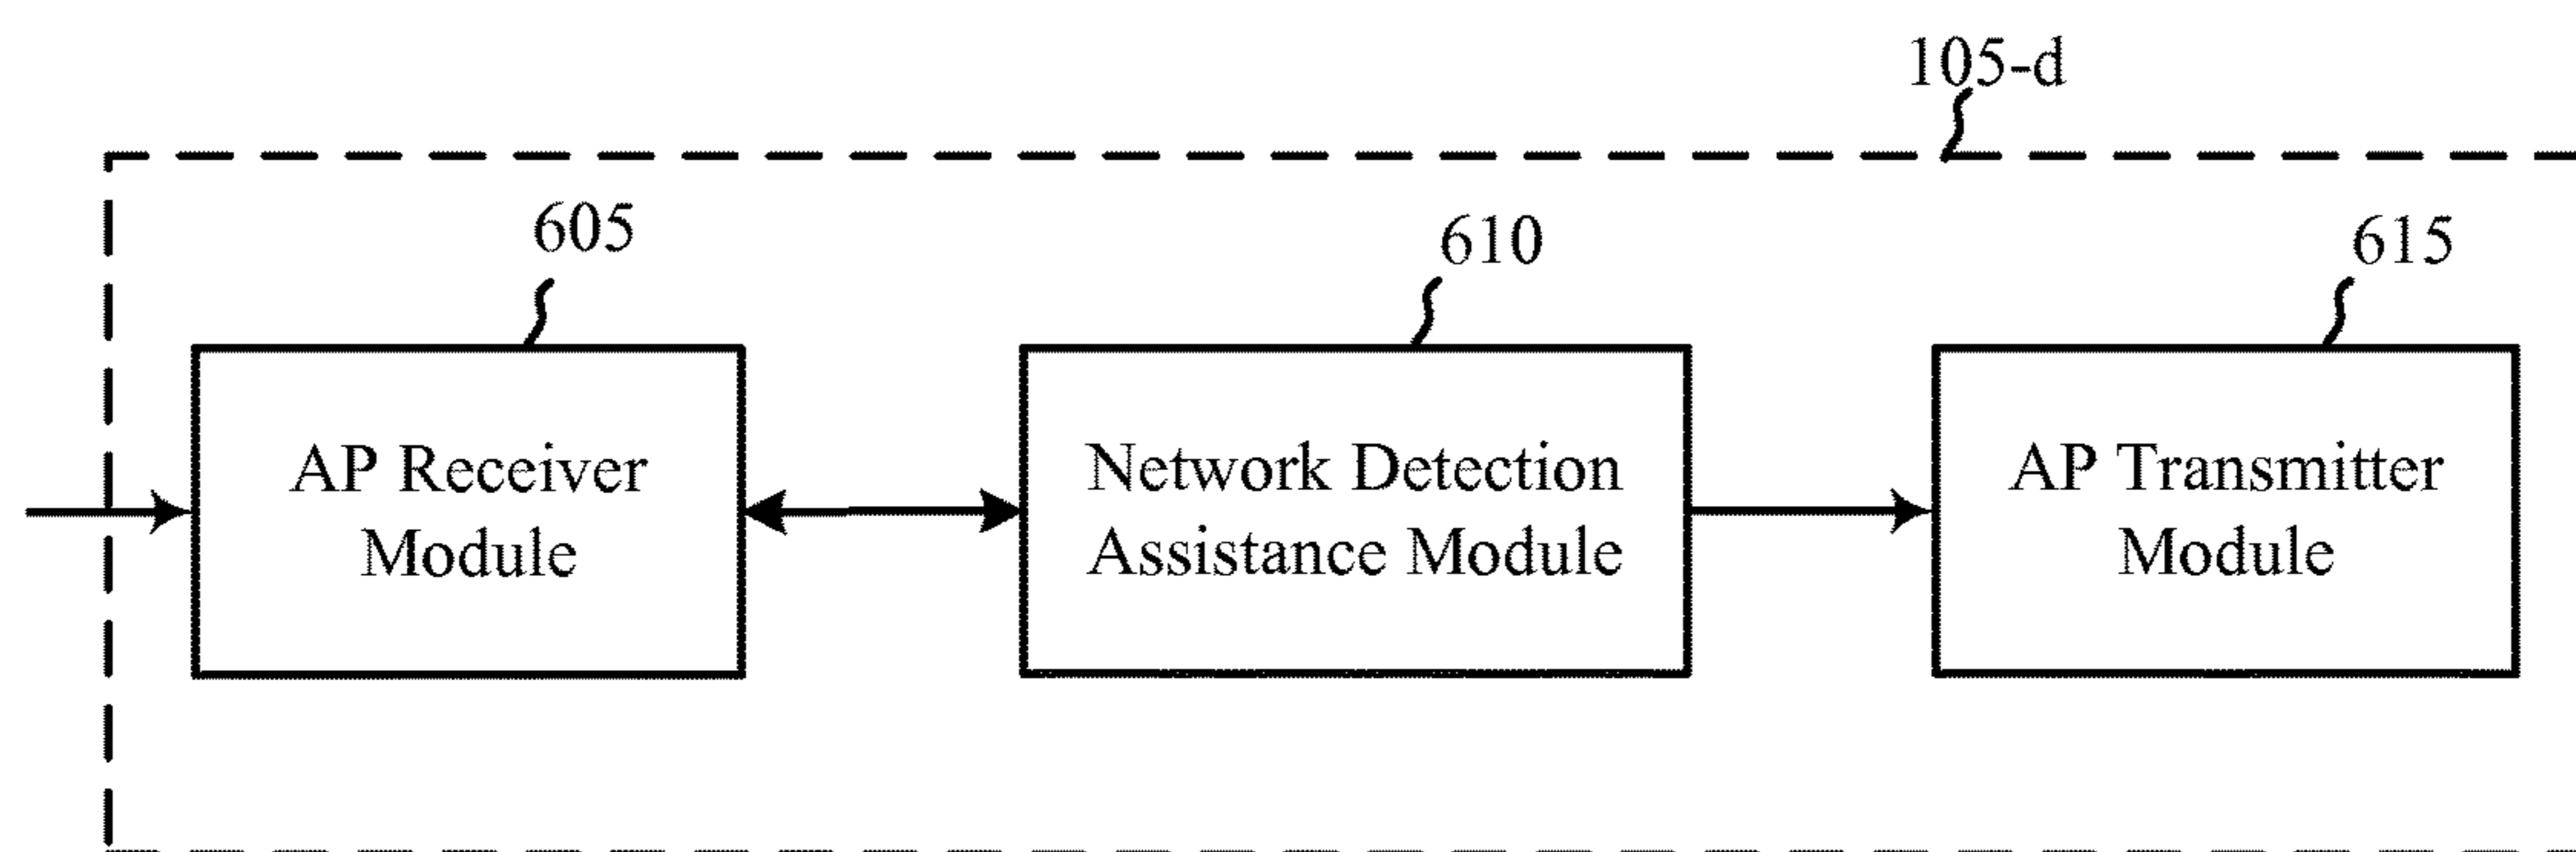 105-d
605
610
615
AP Receiver
Module
Network Detection
Assistance Module
AP Transmitter
Module